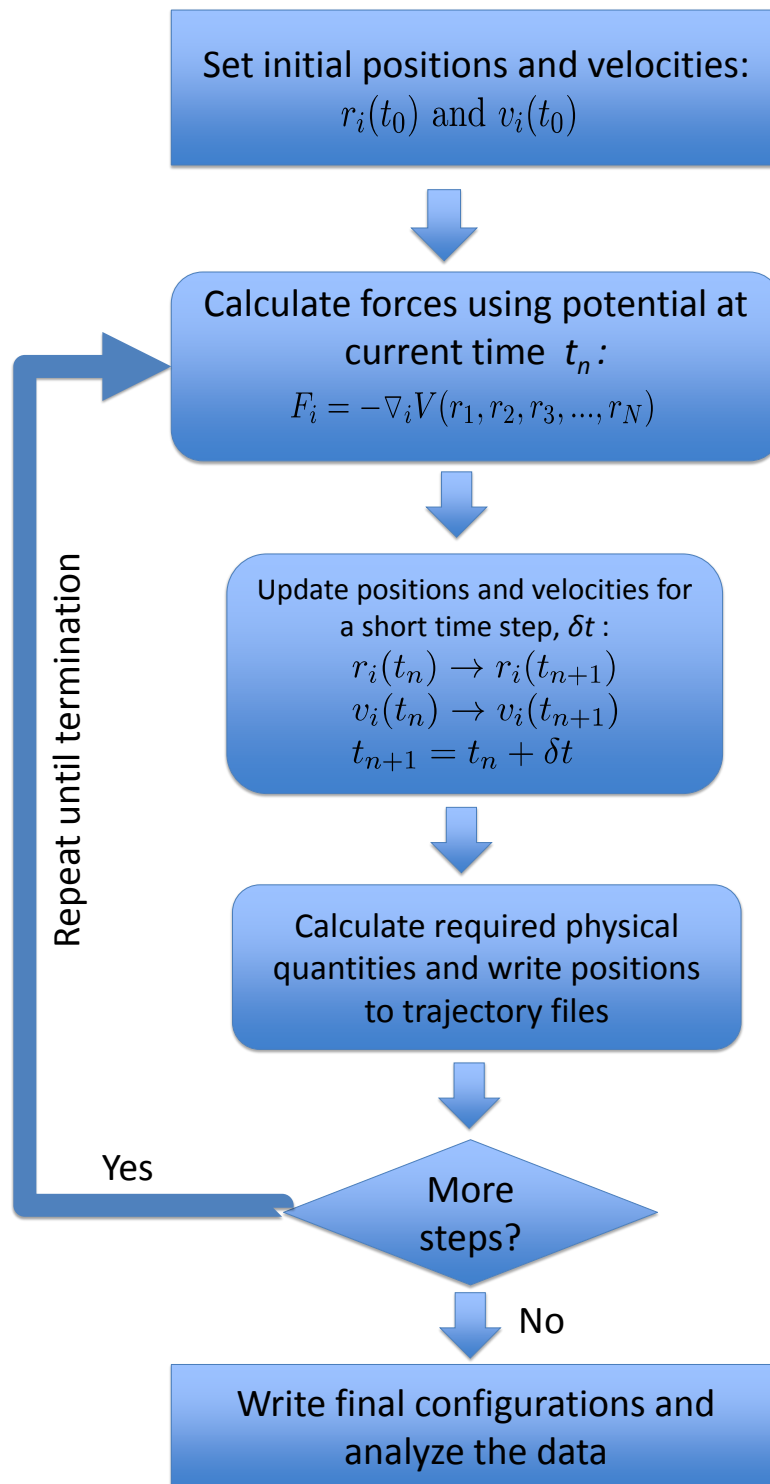 Set initial positions and velocities:
r_i(t_0) and v_i(t_0)
Calculate forces using potential at
current time t_n:
F_i = −∇_iV(r_1, r_2, r_3, ..., r_N)
Update positions and velocities for
a short time step, δt :
r_i(t_n) → r_i(t_{n+1})
v_i(t_n) → v_i(t_{n+1})
t_{n+1} = t_n + δt
Repeat until termination
Calculate required physical
quantities and write positions
to trajectory files
Yes
More
steps?
No
Write final configurations and
analyze the data